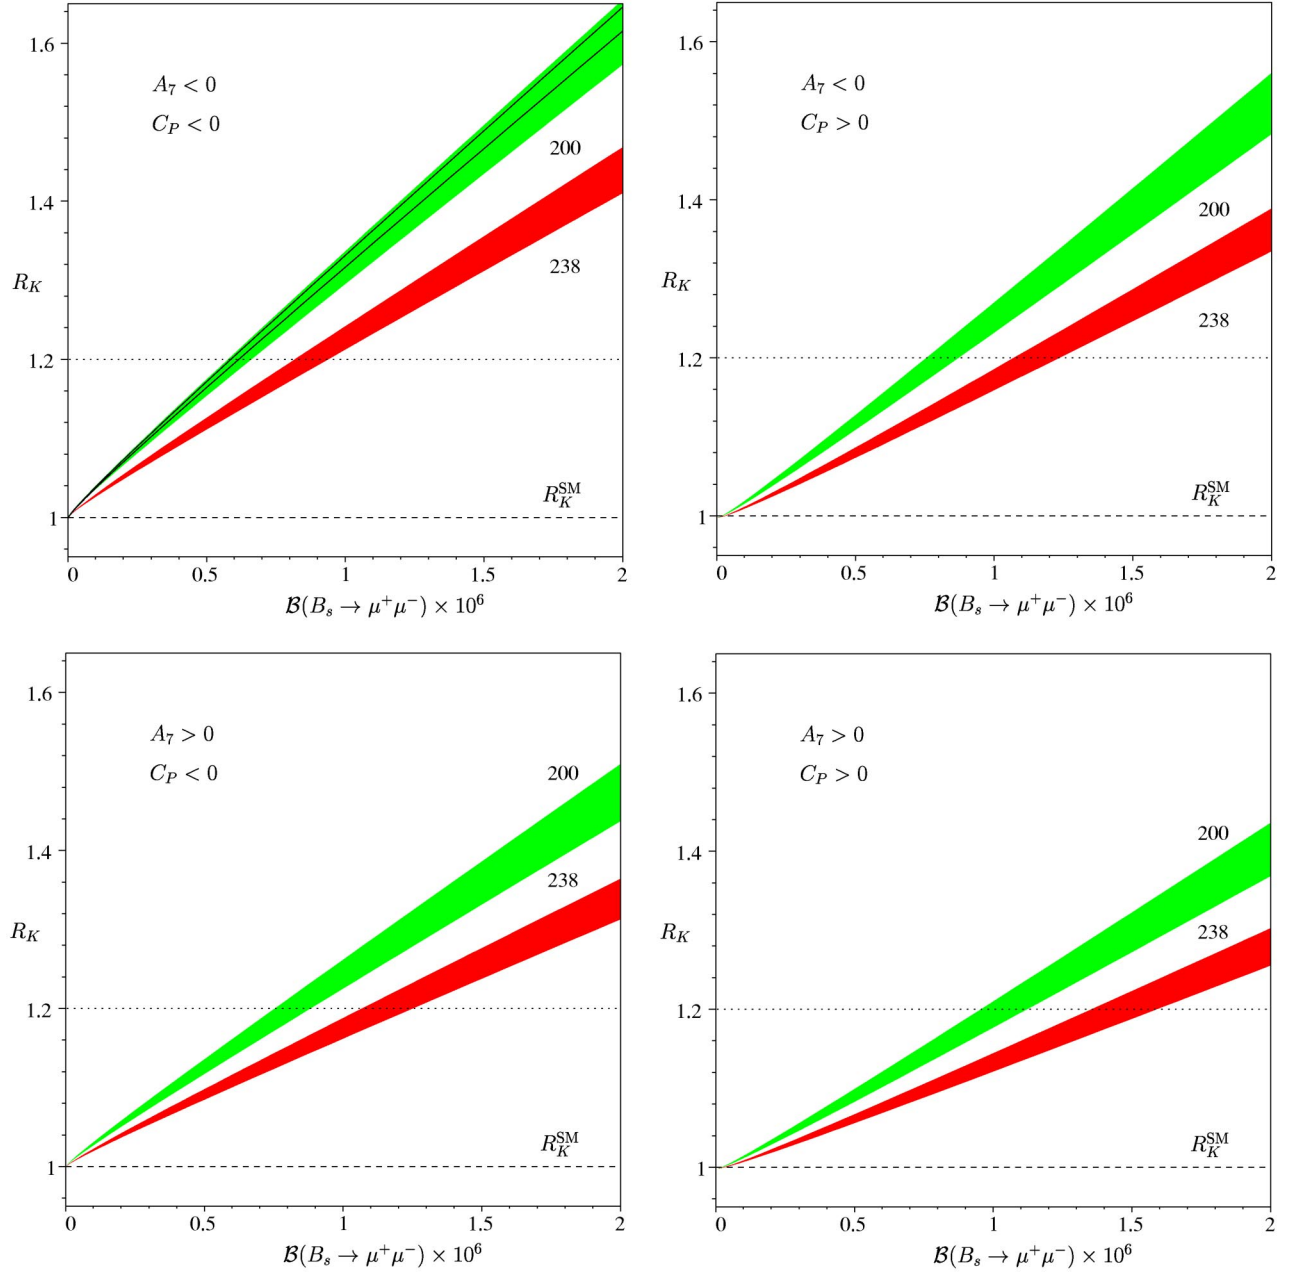 1.6
A₇ < 0
C_P < 0
200
1.4
238
R_K
1.2
R_K^SM
1
0 0.5 1 1.5 2
ℬ(B_s → μ⁺μ⁻) × 10⁶
1.6
A₇ < 0
C_P > 0
200
1.4
R_K
238
1.2
R_K^SM
1
0 0.5 1 1.5 2
ℬ(B_s → μ⁺μ⁻) × 10⁶
1.6
A₇ > 0
C_P < 0
200
1.4
238
R_K
1.2
R_K^SM
1
0 0.5 1 1.5 2
ℬ(B_s → μ⁺μ⁻) × 10⁶
1.6
A₇ > 0
C_P > 0
200
1.4
238
R_K
1.2
R_K^SM
1
0 0.5 1 1.5 2
ℬ(B_s → μ⁺μ⁻) × 10⁶